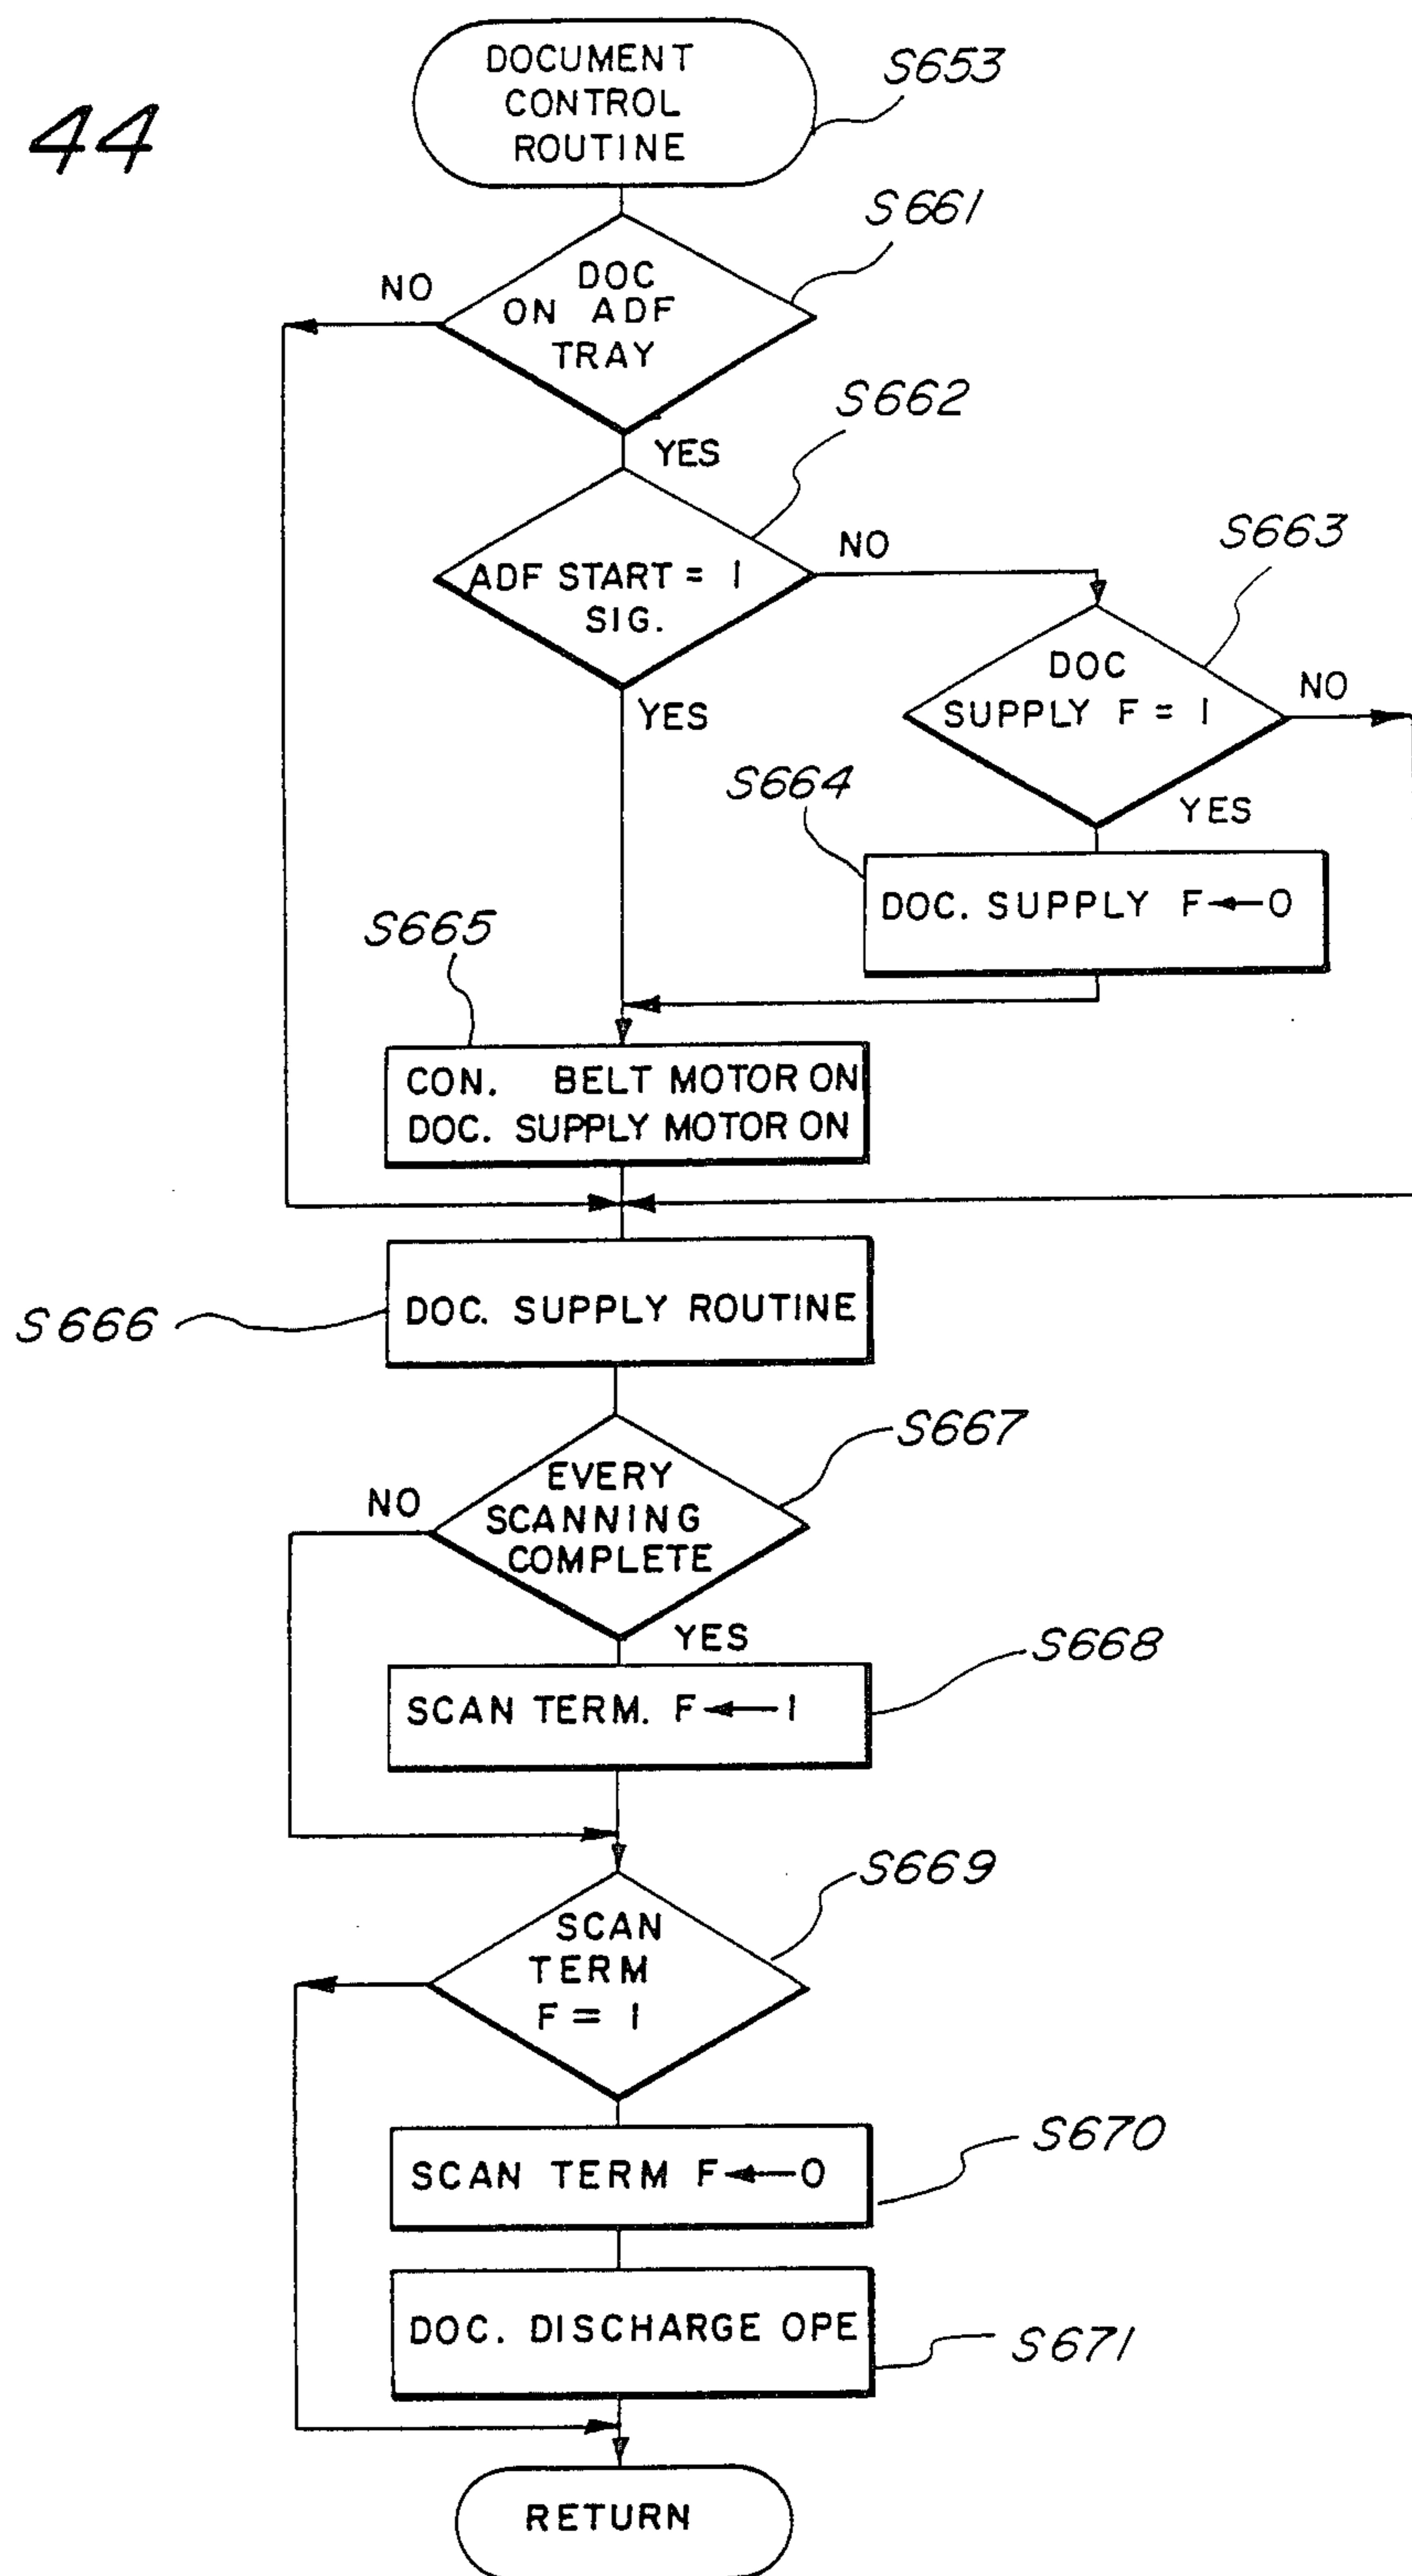 44
DOCUMENT
CONTROL
ROUTINE
S653
S661
NO
DOC
ON ADF
TRAY
S662
YES
ADF START = 1
SIG.
NO
S663
DOC
SUPPLY F = 1
NO
YES
S664
YES
DOC. SUPPLY F←0
S665
CON. BELT MOTOR ON
DOC. SUPPLY MOTOR ON
S666
DOC. SUPPLY ROUTINE
S667
NO
EVERY
SCANNING
COMPLETE
YES
S668
SCAN TERM. F←1
S669
SCAN
TERM
F = 1
S670
SCAN TERM F←0
DOC. DISCHARGE OPE
S671
RETURN